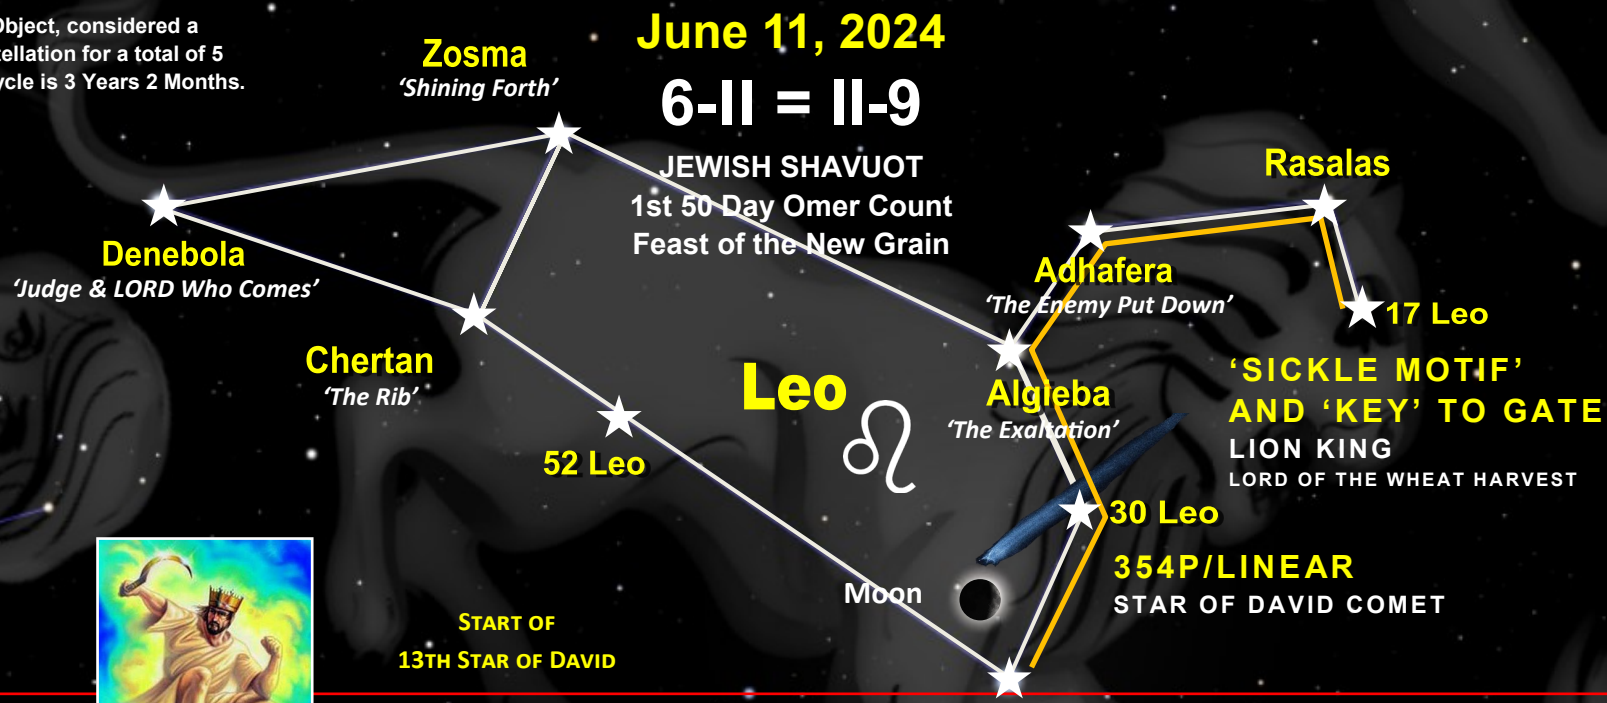 Object, considered a
tellation for a total of 5
ycle is 3 Years 2 Months.
Zosma
‘Shining Forth’
June 11, 2024
6-II = II-9
JEWISH SHAVUOT
1st 50 Day Omer Count
Feast of the New Grain
Rasalas
Denebola
‘Judge & LORD Who Comes’
Adhafera
‘The Enemy Put Down’
17 Leo
Chertan
‘The Rib’
Leo
♌
Algieba
‘The Exaltation’
‘SICKLE MOTIF’
AND ‘KEY’ TO GATE
LION KING
LORD OF THE WHEAT HARVEST
52 Leo
30 Leo
354P/LINEAR
STAR OF DAVID COMET
Moon
START OF
13TH STAR OF DAVID